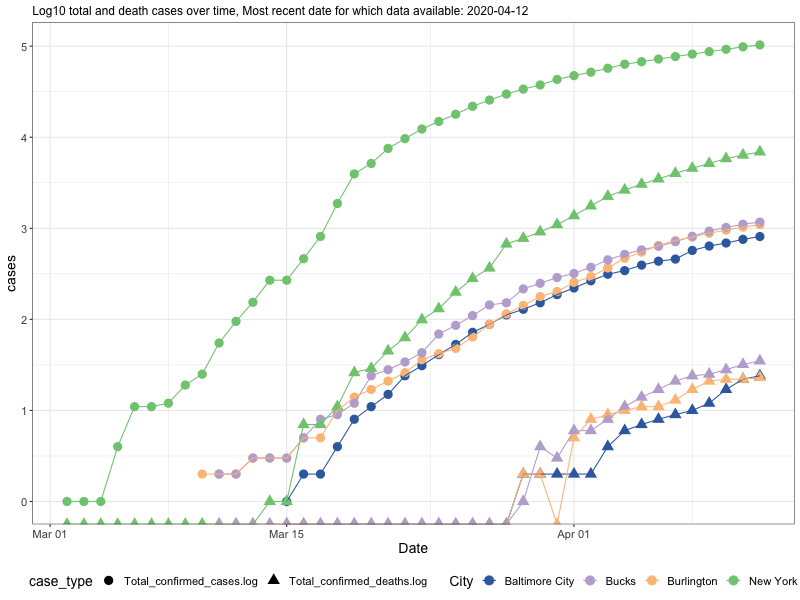 Log10 total and death cases over time, Most recent date for which data available: 2020-04-12
5
4
3
2
1
0
cases
Mar 01 Mar 15 Apr 01
Date
case_type Total_confirmed_cases.log Total_confirmed_deaths.log City Baltimore City Bucks Burlington New York